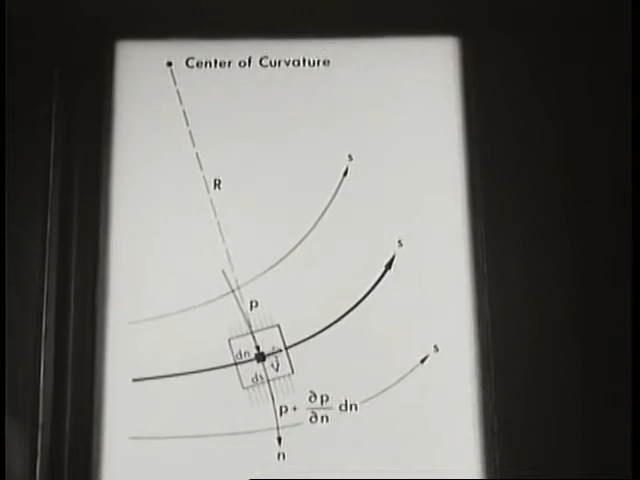 Center of Curvature
s
R
s
p
dn
V
ds
s
p + ∂p/∂n dn
n